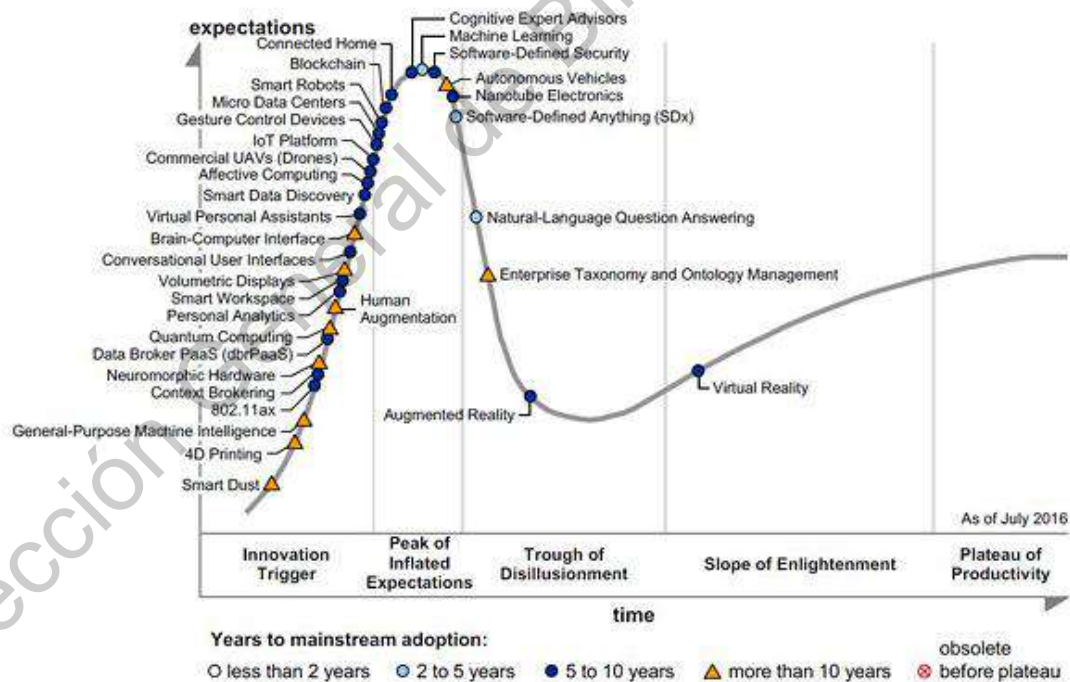 expectations
Cognitive Expert Advisors
Machine Learning
Software-Defined Security
Autonomous Vehicles
Nanotube Electronics
Software-Defined Anything (SDx)
Connected Home
Blockchain
Smart Robots
Micro Data Centers
Gesture Control Devices
IoT Platform
Commercial UAVs (Drones)
Affective Computing
Smart Data Discovery
Virtual Personal Assistants
Brain-Computer Interface
Conversational User Interfaces
Volumetric Displays
Smart Workspace
Personal Analytics
Human
Augmentation
Quantum Computing
Data Broker PaaS (dbrPaaS)
Neuromorphic Hardware
Context Brokering
802.11ax
General-Purpose Machine Intelligence
4D Printing
Smart Dust
Natural-Language Question Answering
Enterprise Taxonomy and Ontology Management
Augmented Reality
Virtual Reality
As of July 2016
Innovation
Trigger
Peak of
Inflated
Expectations
Trough of
Disillusionment
Slope of Enlightenment
Plateau of
Productivity
time
Years to mainstream adoption:
less than 2 years
2 to 5 years
5 to 10 years
more than 10 years
obsolete
before plateau
General de